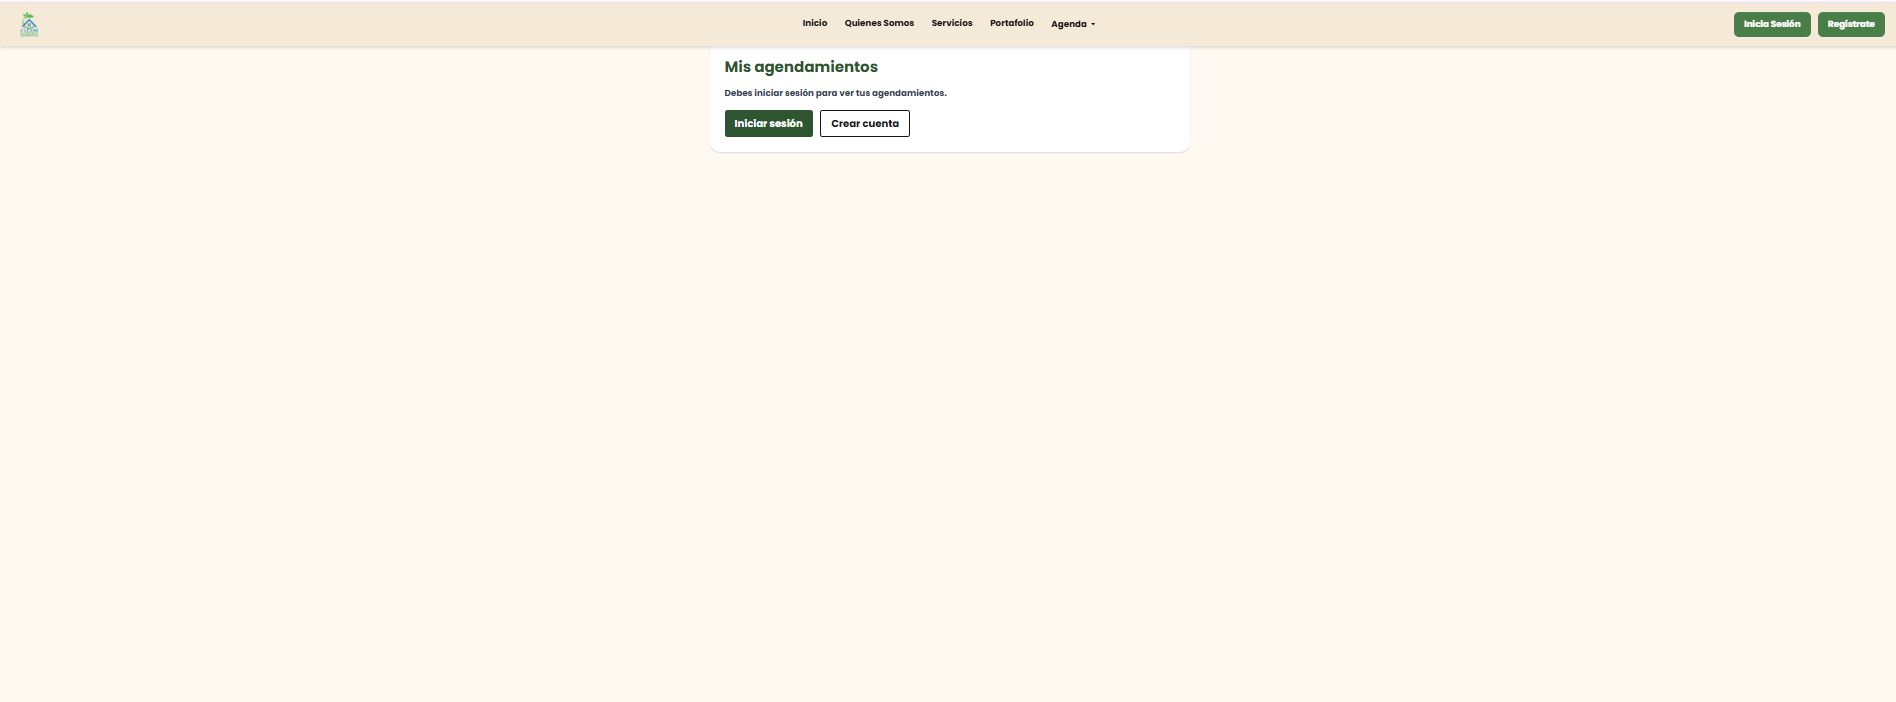 Inicio Quienes Somos Servicios Portafolio Agenda
Inicia Sesión Regístrate
Mis agendamientos
Debes iniciar sesión para ver tus agendamientos.
Iniciar sesión Crear cuenta